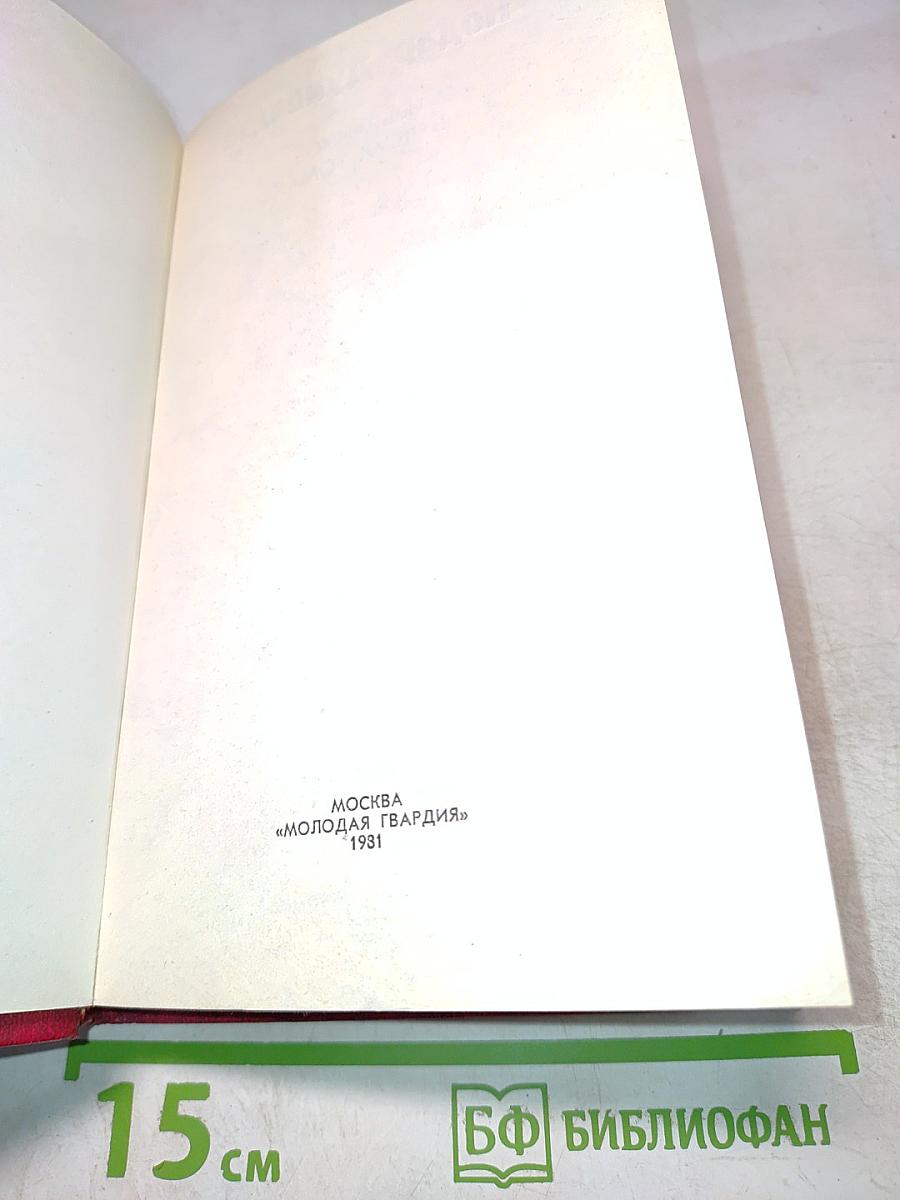 МОСКВА
«МОЛОДАЯ ГВАРДИЯ»
1981
15 см
БФ БИБЛИОФАН